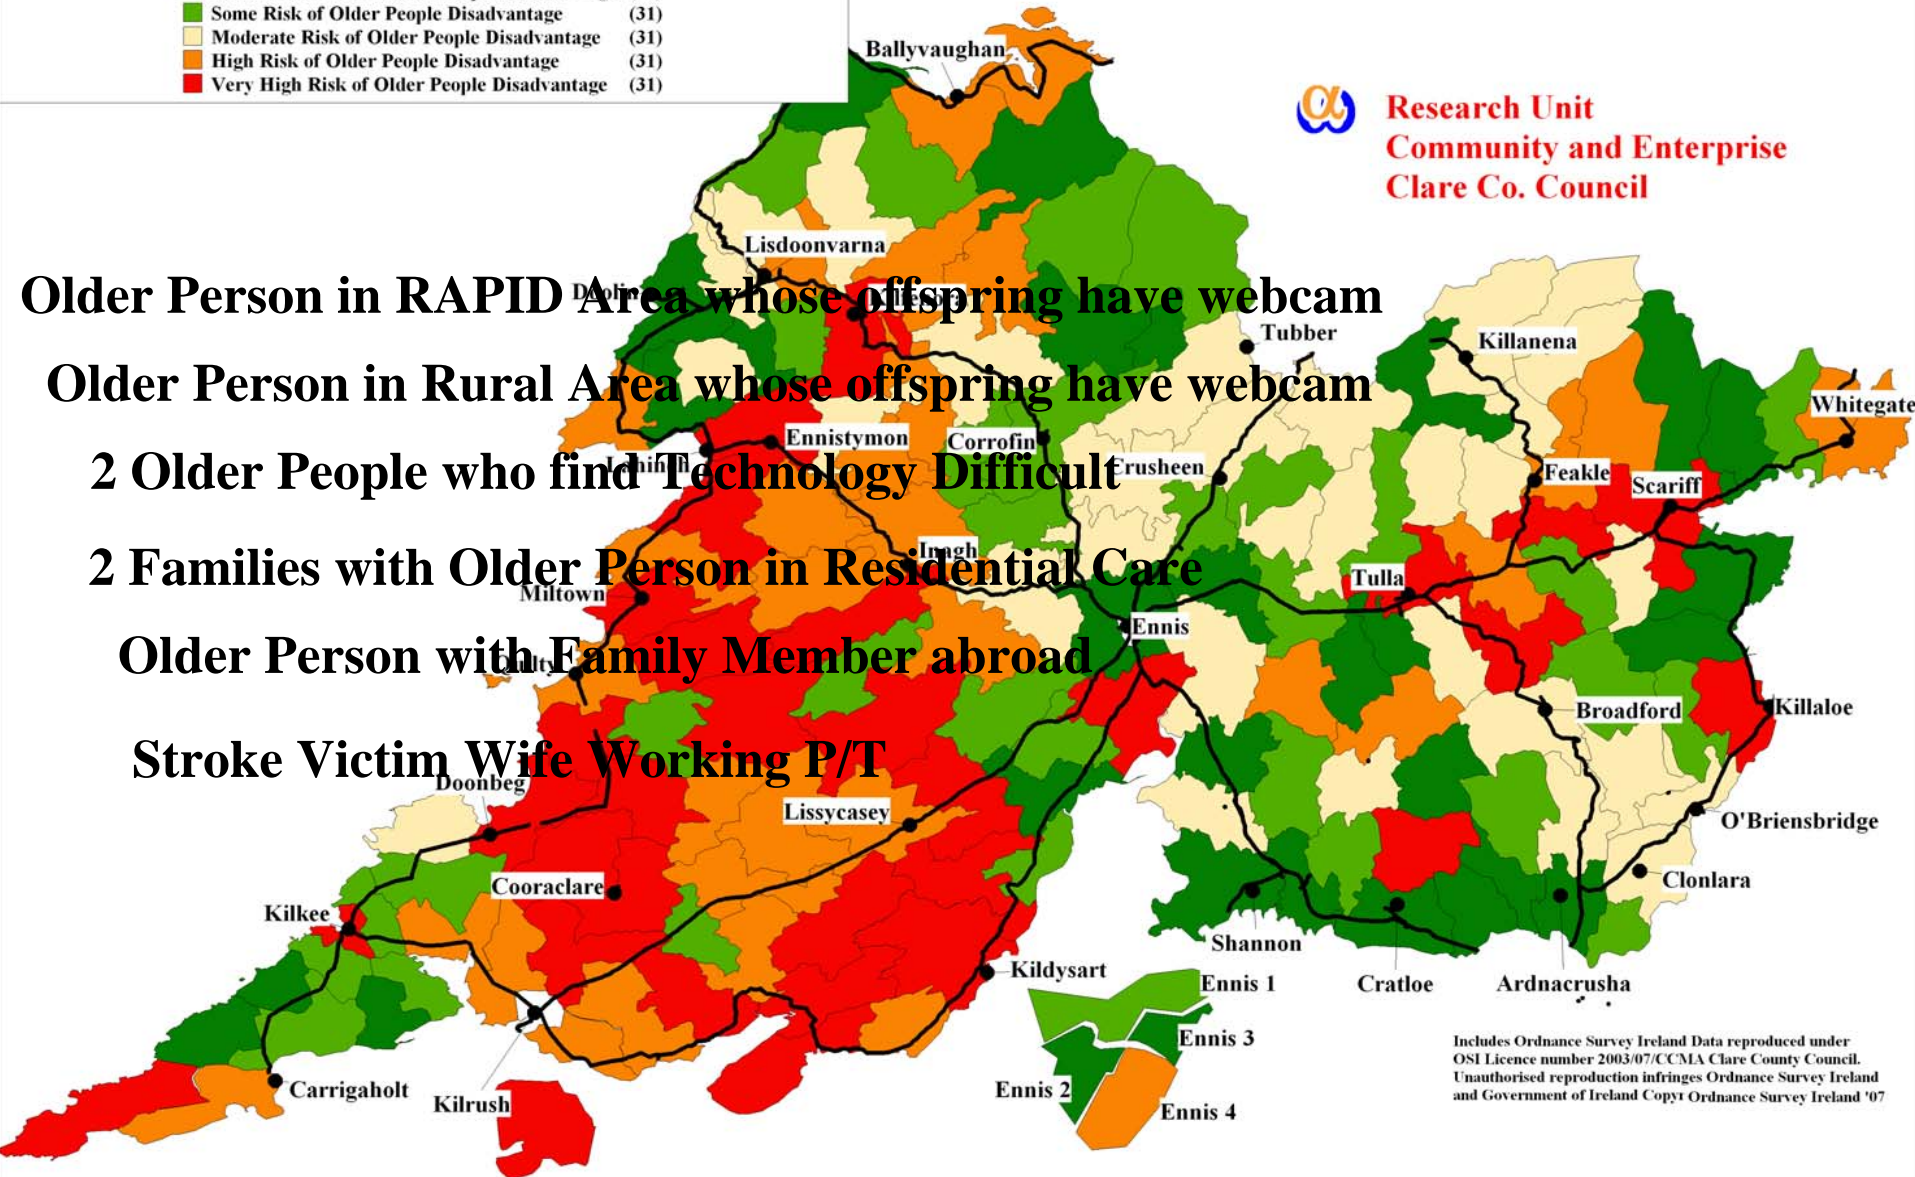 Some Risk of Older People Disadvantage (31)
Moderate Risk of Older People Disadvantage (31)
High Risk of Older People Disadvantage (31)
Very High Risk of Older People Disadvantage (31)
Ballyvaughan
Research Unit
Community and Enterprise
Clare Co. Council
Lisdoonvarna
Doolin
Older Person in RAPID Area whose offspring have webcam
Tubber
Killanena
Older Person in Rural Area whose offspring have webcam
Whitegate
Ennistymon
Corrofin
Crusheen
Lahinch
2 Older People who find Technology Difficult
Feakle
Scariff
Inagh
2 Families with Older Person in Residential Care
Tulla
Miltown
Ennis
Older Person with Family Member abroad
Quilty
Broadford
Killaloe
Stroke Victim Wife Working P/T
Doonbeg
Lissycasey
O'Briensbridge
Cooraclare
Clonlara
Kilkee
Shannon
Kildysart
Ennis 1
Cratloe
Ardnacrusha
Ennis 3
Includes Ordnance Survey Ireland Data reproduced under
OSI Licence number 2003/07/CCMA Clare County Council.
Unauthorised reproduction infringes Ordnance Survey Ireland
and Government of Ireland Copyr Ordnance Survey Ireland '07
Ennis 2
Carrigaholt
Kilrush
Ennis 4